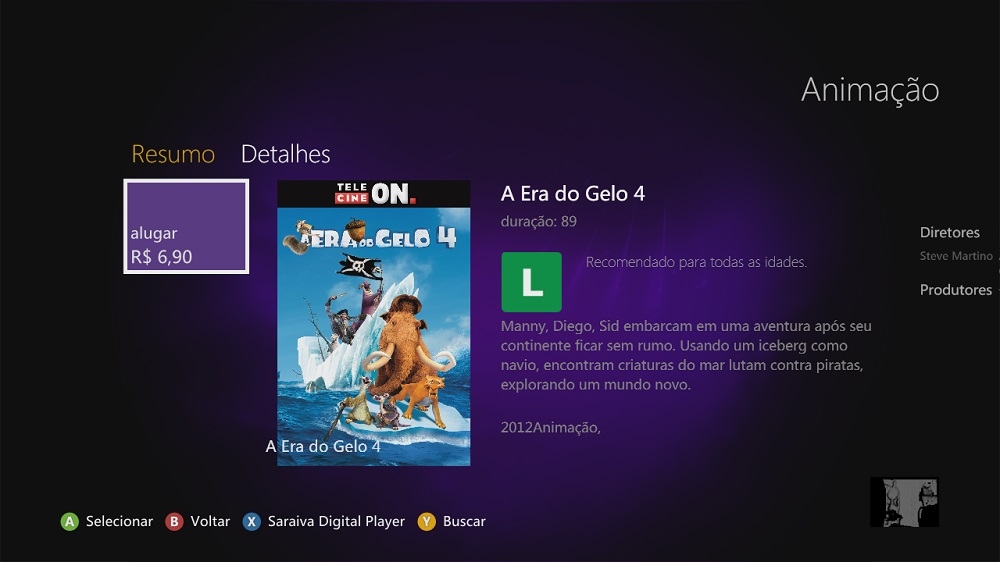 Animação
Resumo
Detalhes
alugar
R$ 6,90
TELE
CINE ON.
A ERA DO GELO 4
A Era do Gelo 4
A Era do Gelo 4
duração: 89
L
Recomendado para todas as idades.
Manny, Diego, Sid embarcam em uma aventura após seu
continente ficar sem rumo. Usando um iceberg como
navio, encontram criaturas do mar lutam contra piratas,
explorando um mundo novo.
2012Animação,
Diretores
Steve Martino
Produtores
A Selecionar
B Voltar
X Saraiva Digital Player
Y Buscar